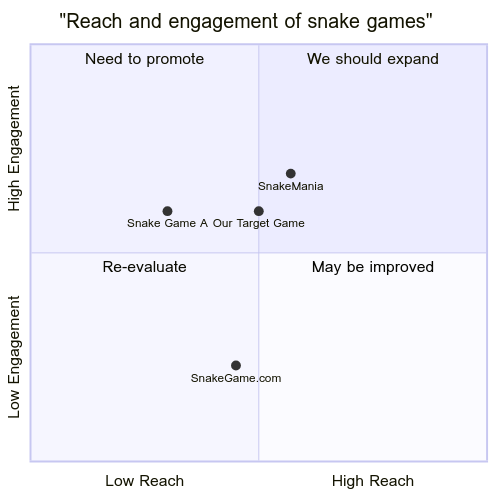 "Reach and engagement of snake games"
Need to promote
We should expand
High Engagement
SnakeMania
Snake Game A
Our Target Game
Re-evaluate
May be improved
Low Engagement
SnakeGame.com
Low Reach
High Reach